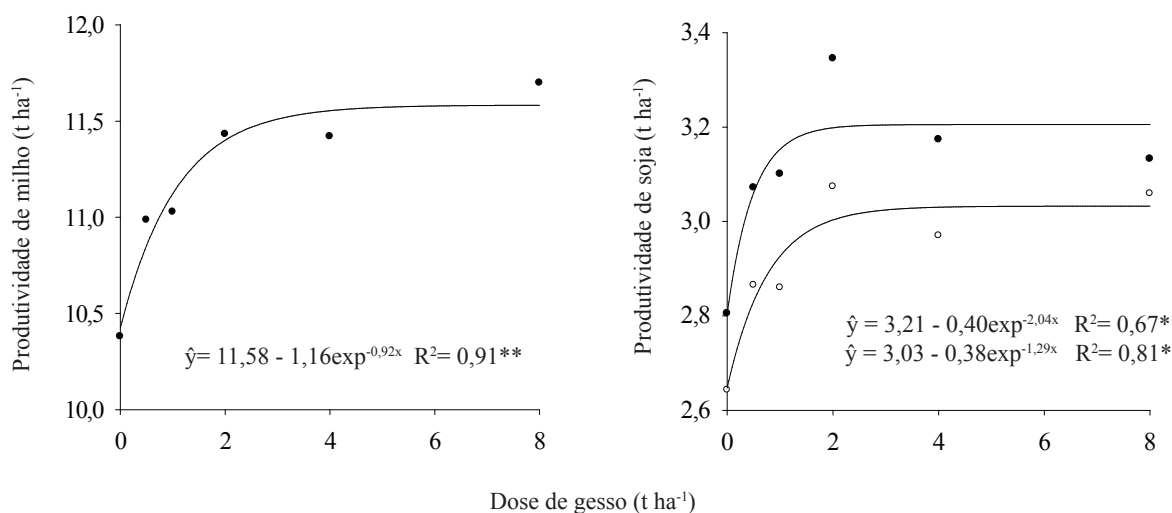 Produtividade de milho (t ha⁻¹)
12,0
11,5
11,0
10,5
10,0
ŷ= 11,58 - 1,16exp⁻⁰,⁹²ˣ R²= 0,91**
0 2 4 6 8
Produtividade de soja (t ha⁻¹)
3,4
3,2
3,0
2,8
2,6
ŷ = 3,21 - 0,40exp⁻²,⁰⁴ˣ R²= 0,67*
ŷ = 3,03 - 0,38exp⁻¹,²⁹ˣ R²= 0,81*
0 2 4 6 8
Dose de gesso (t ha⁻¹)